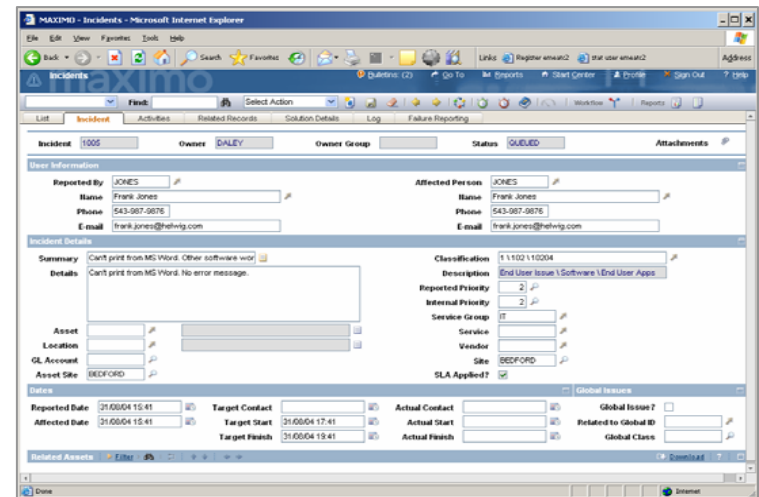 MAXIMO - Incidents - Microsoft Internet Explorer
File Edit View Favorites Tools Help
Back Search Favorites Links Register emeatc2 stat user emeatc2 Address
maximo
Incidents Bulletins: (2) Go To Reports Start Center Profile Sign Out ? Help
Find: Select Action Workflow Reports
List Incident Activities Related Records Solution Details Log Failure Reporting
Incident 1005 Owner DALEY Owner Group Status QUEUED Attachments
User Information
Reported By JONES Affected Person JONES
Name Frank Jones Name Frank Jones
Phone 543-987-9876 Phone 543-987-9876
E-mail frank.jones@helwig.com E-mail frank.jones@helwig.com
Incident Details
Summary Can't print from MS Word. Other software wor Classification 1 \ 102 \ 10204
Details Can't print from MS Word. No error message. Description End User Issue \ Software \ End User Apps
Reported Priority 2
Internal Priority 2
Service Group IT
Asset Service
Location Vendor
GL Account Site BEDFORD
Asset Site BEDFORD SLA Applied?
Dates Global Issues
Reported Date 31/08/04 15:41 Target Contact Actual Contact Global Issue?
Affected Date 31/08/04 15:41 Target Start 31/08/04 17:41 Actual Start Related to Global ID
Target Finish 31/08/04 19:41 Actual Finish Global Class
Related Assets Filter Download ?
Done Internet